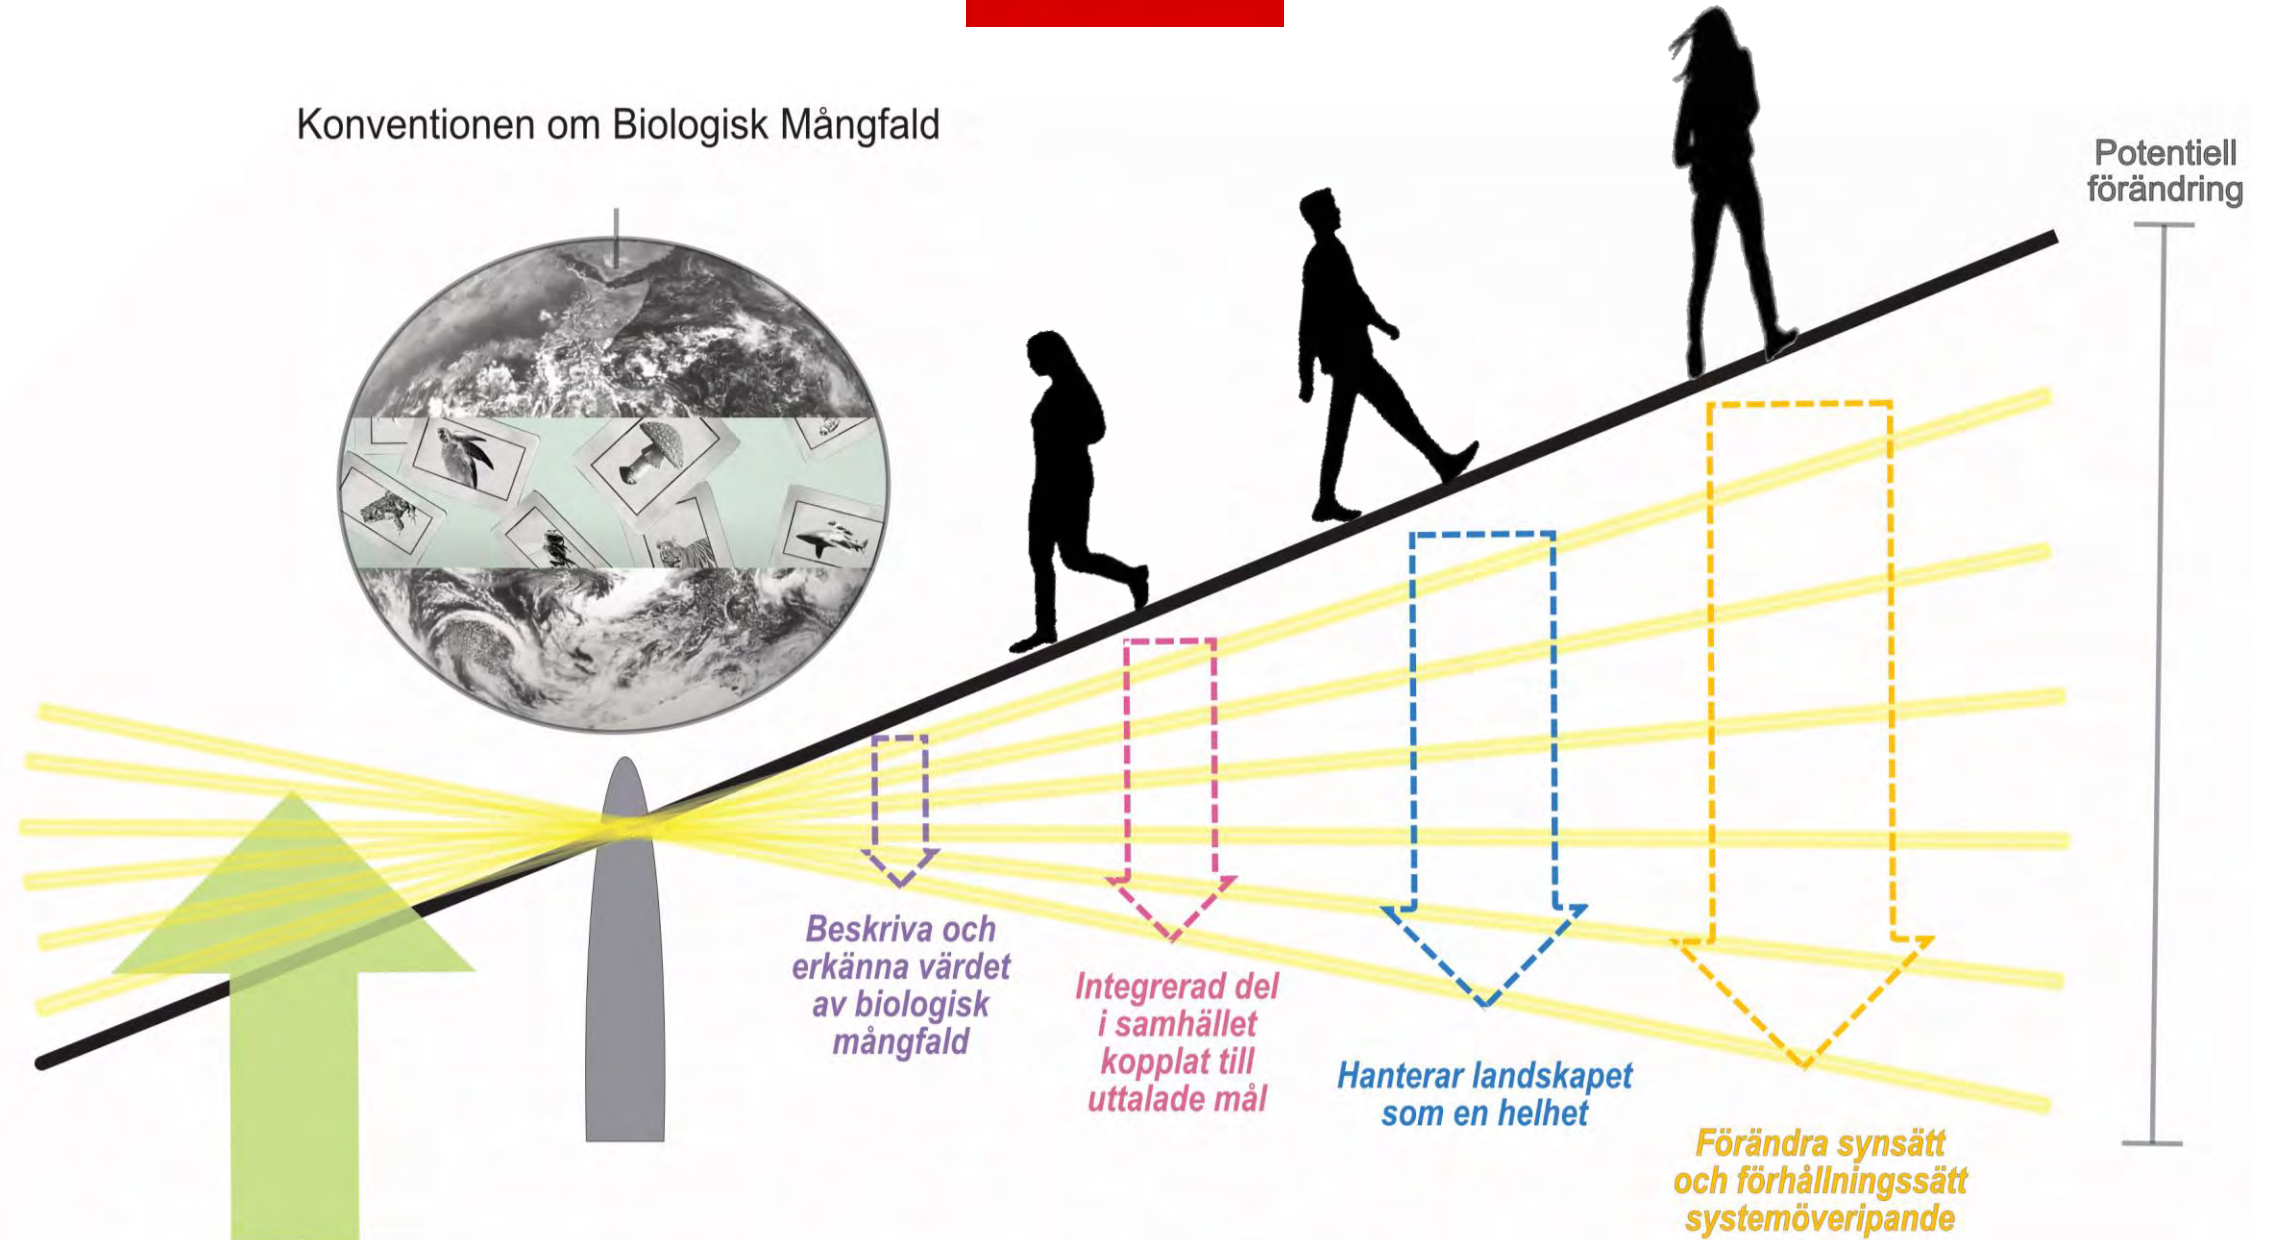 Konventionen om Biologisk Mångfald
Potentiell
förändring
Beskriva och
erkänna värdet
av biologisk
mångfald
Integrerad del
i samhället
kopplat till
uttalade mål
Hanterar landskapet
som en helhet
Förändra synsätt
och förhållningssätt
systemöveripande